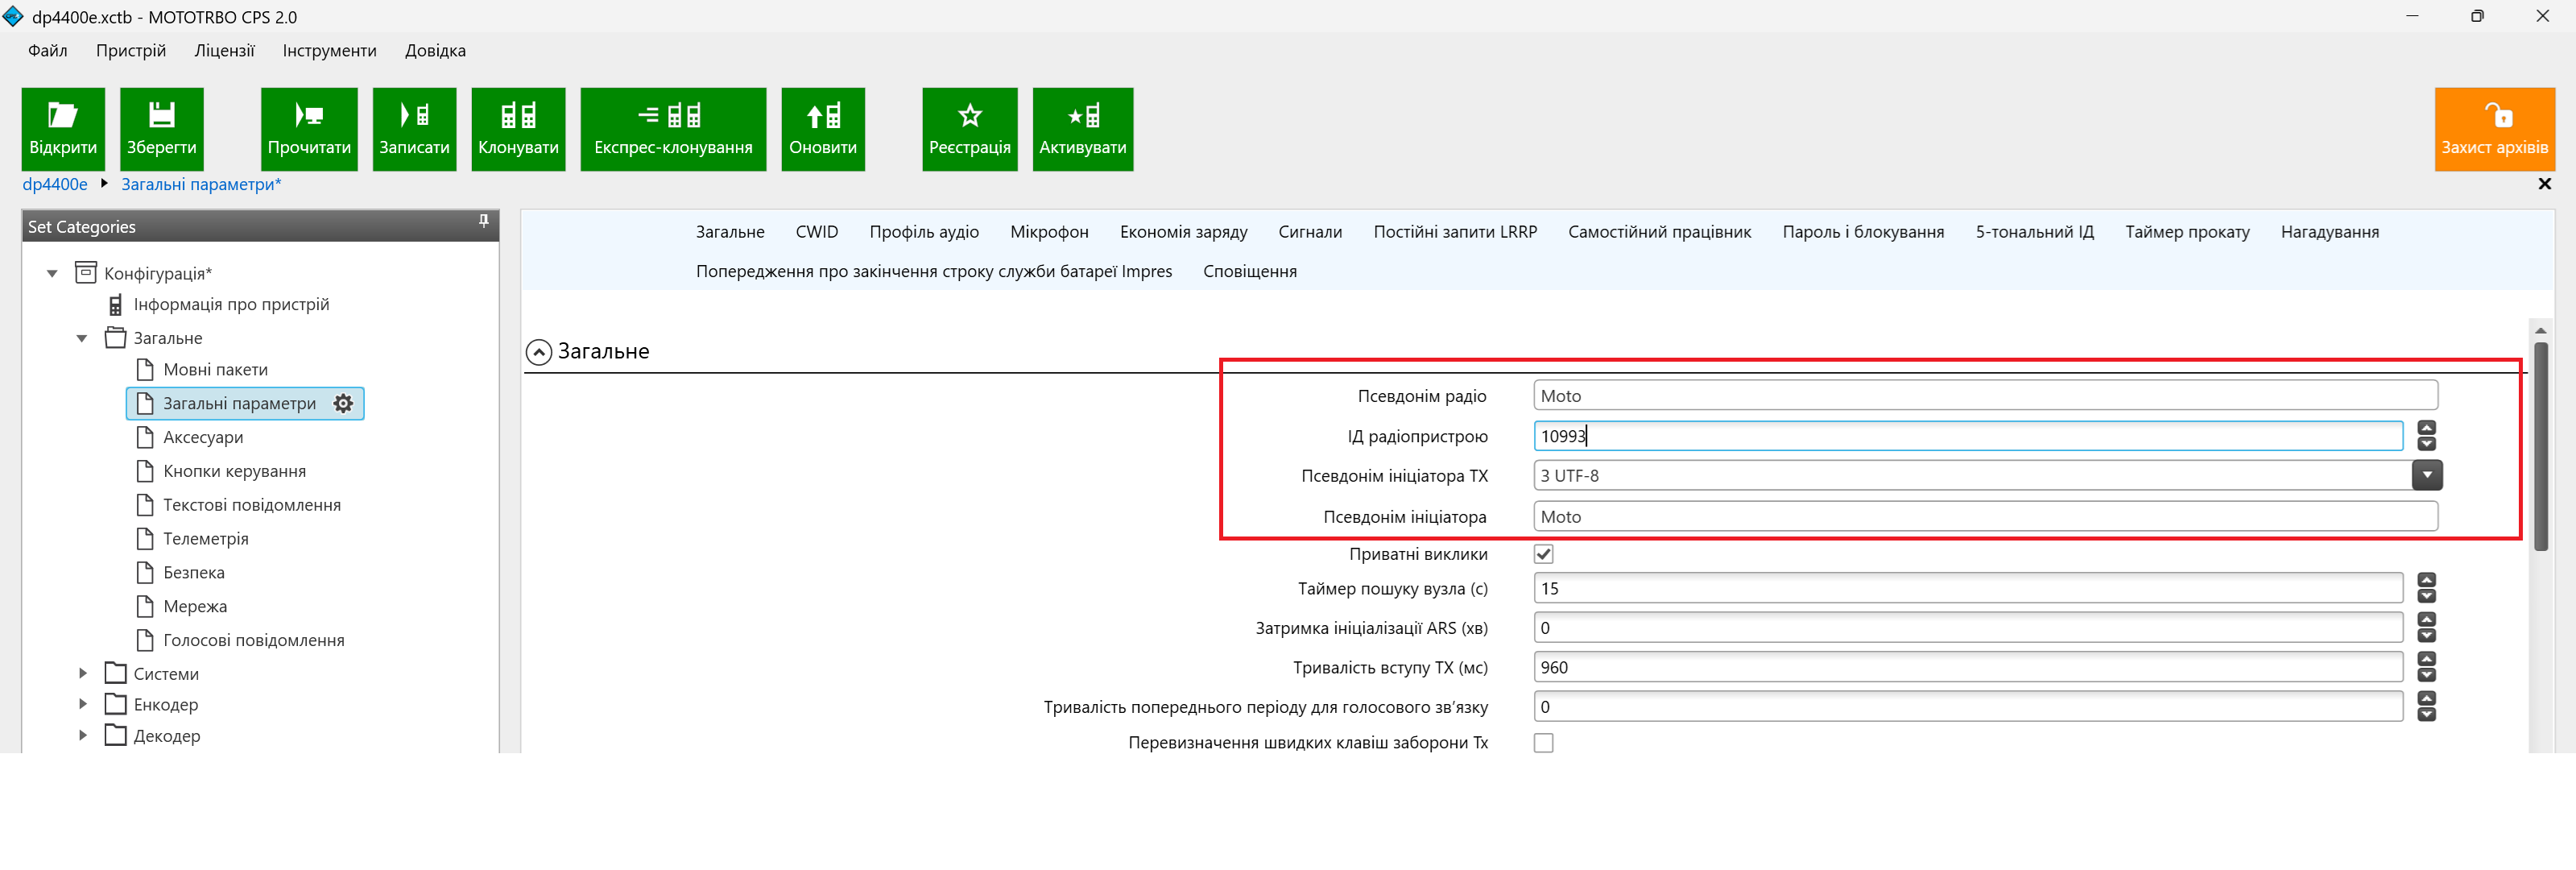 dp4400e.xctb - MOTOTRBO CPS 2.0
Файл Пристрій Ліцензії Інструменти Довідка
Відкрити Зберегти Прочитати Записати Клонувати Експрес-клонування Оновити Реєстрація Активувати Захист архівів
dp4400e Загальні параметри*
Set Categories
Конфігурація*
Інформація про пристрій
Загальне
Мовні пакети
Загальні параметри
Аксесуари
Кнопки керування
Текстові повідомлення
Телеметрія
Безпека
Мережа
Голосові повідомлення
Системи
Енкодер
Декодер
Загальне CWID Профіль аудіо Мікрофон Економія заряду Сигнали Постійні запити LRRP Самостійний працівник Пароль і блокування 5-тональний ІД Таймер прокату Нагадування
Попередження про закінчення строку служби батареї Impres Сповіщення
Загальне
Псевдонім радіо Moto
ІД радіопристрою 10993
Псевдонім ініціатора TX 3 UTF-8
Псевдонім ініціатора Moto
Приватні виклики
Таймер пошуку вузла (с) 15
Затримка ініціалізації ARS (хв) 0
Тривалість вступу TX (мс) 960
Тривалість попереднього періоду для голосового зв’язку 0
Перевизначення швидких клавіш заборони Tx